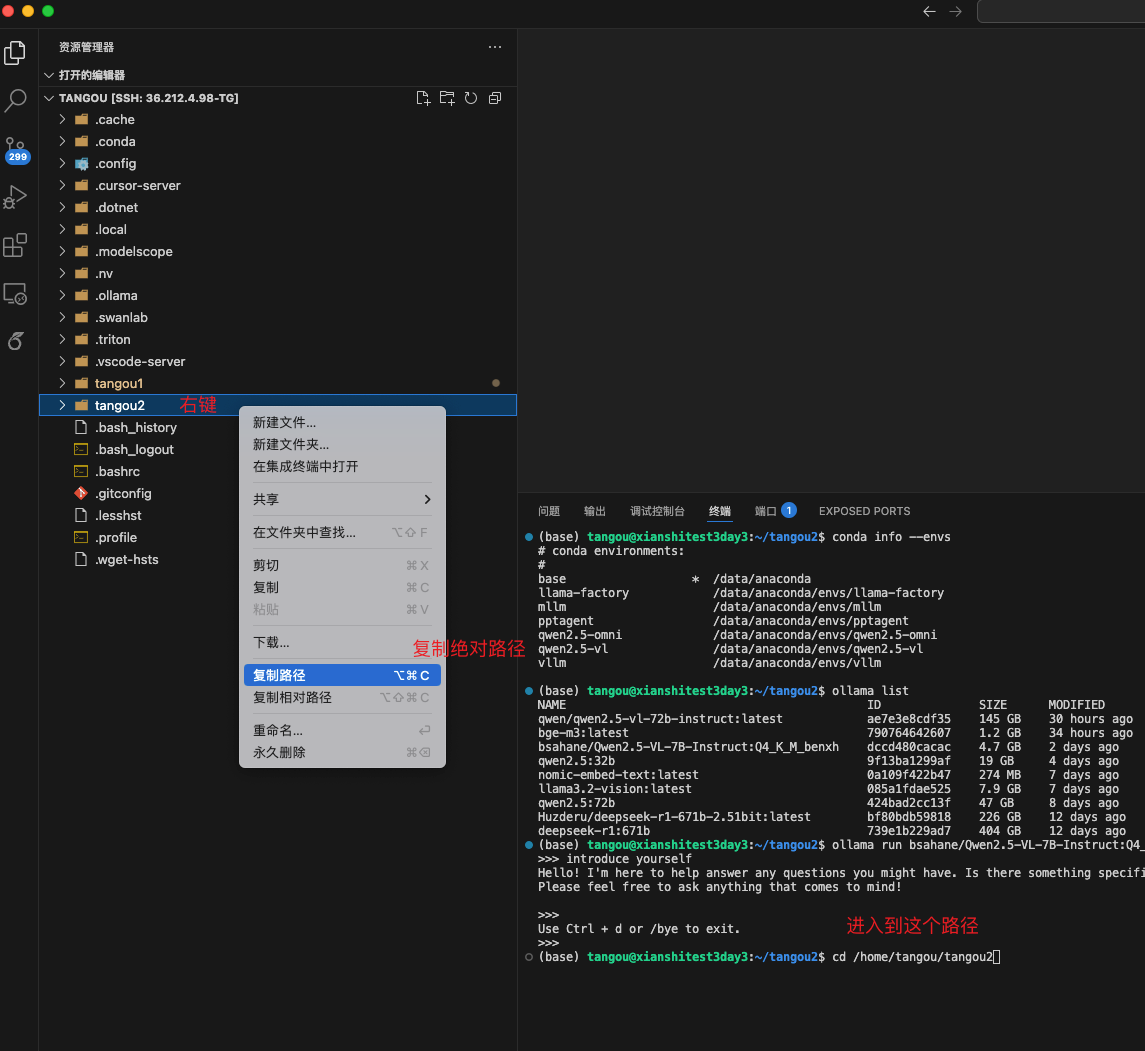 资源管理器
打开的编辑器
TANGOU [SSH: 36.212.4.98-TG]
.cache
.conda
.config
299
.cursor-server
.dotnet
.local
.modelscope
.nv
.ollama
.swanlab
.triton
.vscode-server
tangou1
tangou2 右键
.bash_history
.bash_logout
.bashrc
.gitconfig
.lesshst
.profile
.wget-hsts
新建文件...
新建文件夹...
在集成终端中打开
共享
在文件夹中查找... ⌥⇧F
剪切 ⌘X
复制 ⌘C
粘贴 ⌘V
下载...
复制绝对路径
复制路径 ⌥⌘C
复制相对路径 ⌥⇧⌘C
重命名... ⏎
永久删除 ⌘⌫
问题 输出 调试控制台 终端 端口 1 EXPOSED PORTS
(base) tangou@xianshitest3day3:~/tangou2$ conda info --envs
# conda environments:
#
base * /data/anaconda
llama-factory /data/anaconda/envs/llama-factory
mllm /data/anaconda/envs/mllm
pptagent /data/anaconda/envs/pptagent
qwen2.5-omni /data/anaconda/envs/qwen2.5-omni
qwen2.5-vl /data/anaconda/envs/qwen2.5-vl
vllm /data/anaconda/envs/vllm
(base) tangou@xianshitest3day3:~/tangou2$ ollama list
NAME ID SIZE MODIFIED
qwen/qwen2.5-vl-72b-instruct:latest ae7e3e8cdf35 145 GB 30 hours ago
bge-m3:latest 790764642607 1.2 GB 34 hours ago
bsahane/Qwen2.5-VL-7B-Instruct:Q4_K_M_benxh dccd480cacac 4.7 GB 2 days ago
qwen2.5:32b 9f13ba1299af 19 GB 4 days ago
nomic-embed-text:latest 0a109f422b47 274 MB 7 days ago
llama3.2-vision:latest 085a1fdae525 7.9 GB 7 days ago
qwen2.5:72b 424bad2cc13f 47 GB 8 days ago
Huzderu/deepseek-r1-671b-2.51bit:latest bf80bdb59818 226 GB 12 days ago
deepseek-r1:671b 739e1b229ad7 404 GB 12 days ago
(base) tangou@xianshitest3day3:~/tangou2$ ollama run bsahane/Qwen2.5-VL-7B-Instruct:Q4_
>>> introduce yourself
Hello! I'm here to help answer any questions you might have. Is there something specifi
Please feel free to ask anything that comes to mind!
>>>
Use Ctrl + d or /bye to exit.
进入到这个路径
>>>
(base) tangou@xianshitest3day3:~/tangou2$ cd /home/tangou/tangou2